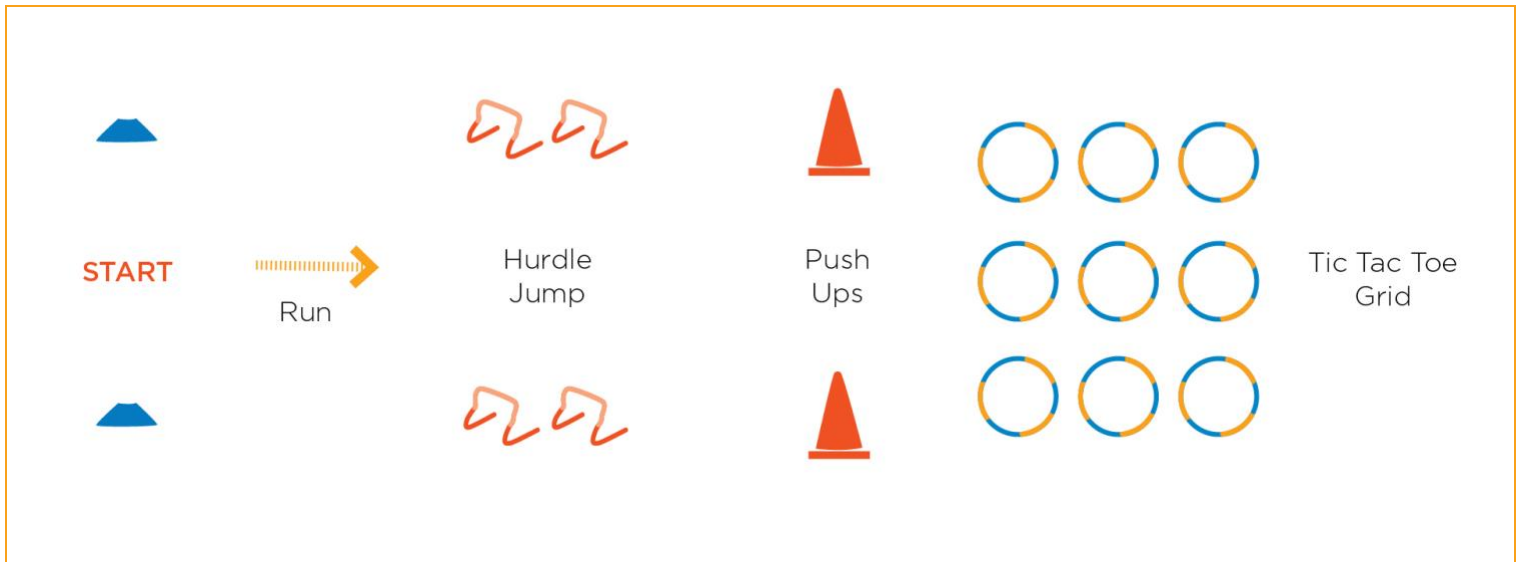 START
Run
Hurdle
Jump
Push
Ups
Tic Tac Toe
Grid